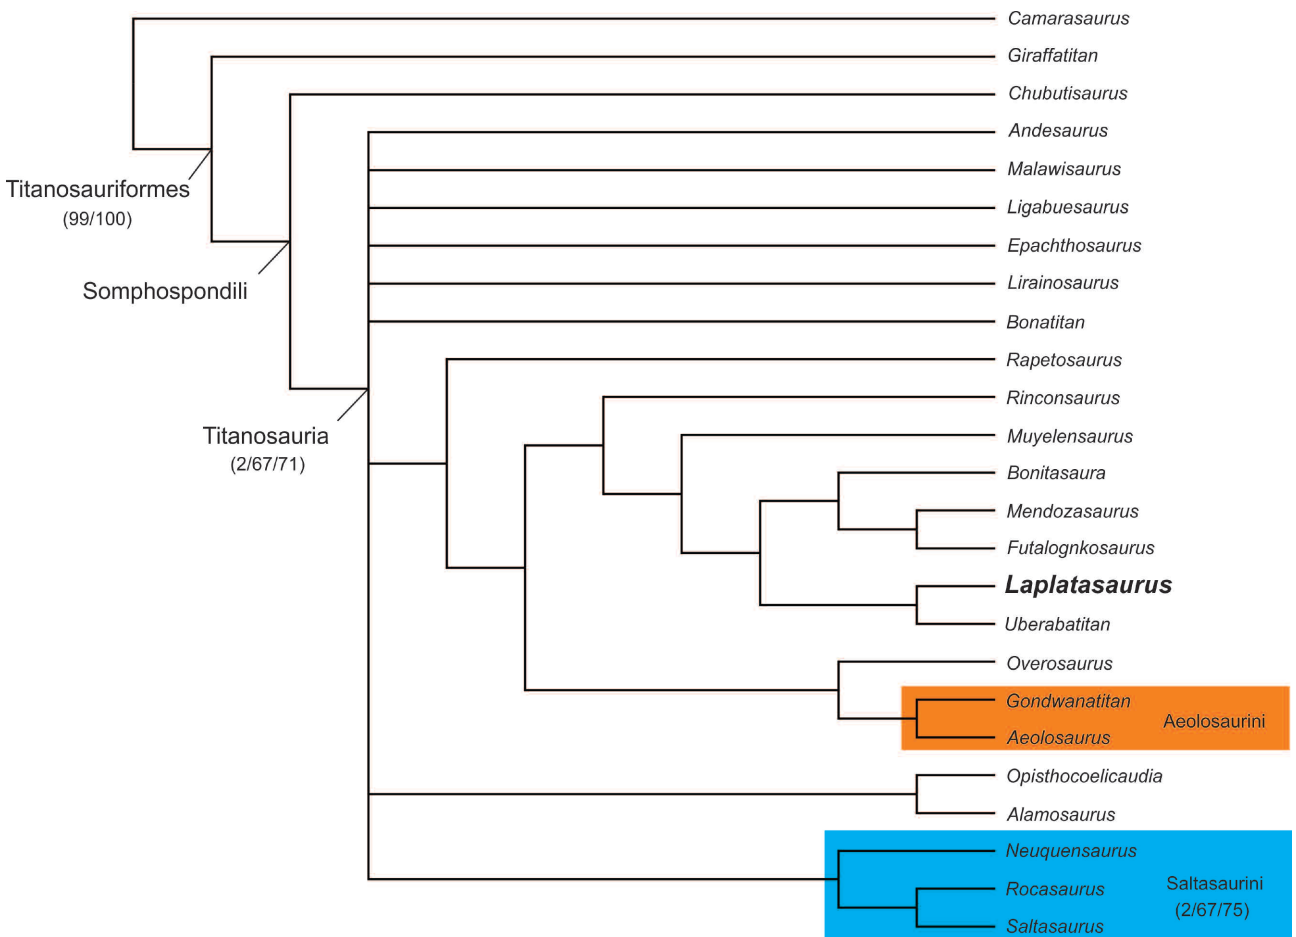 Camarasaurus
Giraffatitan
Chubutisaurus
Andesaurus
Malawisaurus
Titanosauriformes
(99/100)
Ligabuesaurus
Epachthosaurus
Somphospondili
Lirainosaurus
Bonatitan
Rapetosaurus
Rinconsaurus
Titanosauria
(2/67/71)
Muyelensaurus
Bonitasaura
Mendozasaurus
Futalognkosaurus
Laplatasaurus
Uberabatitan
Overosaurus
Gondwanatitan
Aeolosaurini
Aeolosaurus
Opisthocoelicaudia
Alamosaurus
Neuquensaurus
Rocasaurus
Saltasaurini
(2/67/75)
Saltasaurus